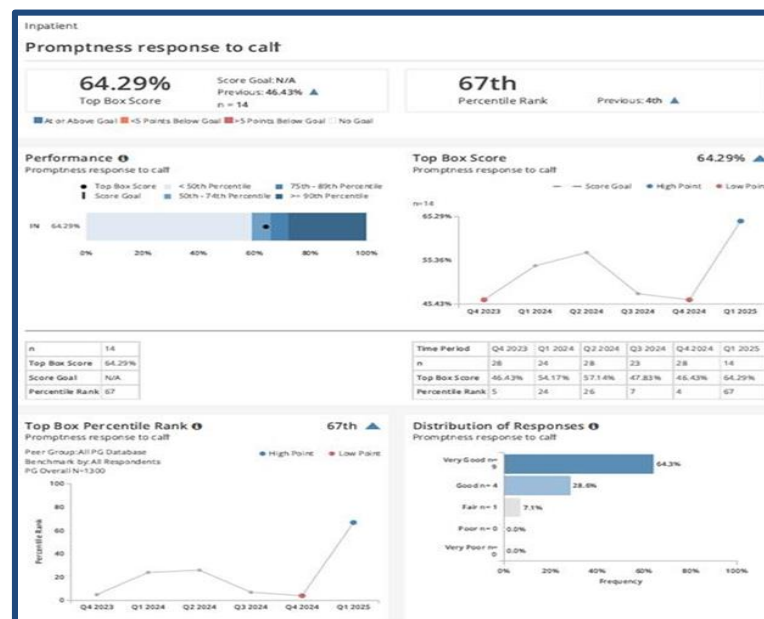 Inpatient
Promptness response to call
64.29%
Top Box Score
Score Goal: N/A
Previous: 46.43%
n = 14
67th
Percentile Rank
Previous: 4th
At or Above Goal <5 Points Below Goal >5 Points Below Goal No Goal
Performance
Promptness response to call
Top Box Score < 50th Percentile 75th - 89th Percentile
Score Goal 50th - 74th Percentile >= 90th Percentile
IN 64.29%
0% 20% 40% 60% 80% 100%
Top Box Score 64.29%
Promptness response to call
Score Goal High Point Low Point
n=14
65.29%
55.36%
45.43%
Q4 2023 Q1 2024 Q2 2024 Q3 2024 Q4 2024 Q1 2025
n 14
Top Box Score 64.29%
Score Goal N/A
Percentile Rank 67
Time Period Q4 2023 Q1 2024 Q2 2024 Q3 2024 Q4 2024 Q1 2025
n 28 24 28 23 28 14
Top Box Score 46.43% 54.17% 57.14% 47.83% 46.43% 64.29%
Percentile Rank 5 24 26 7 4 67
Top Box Percentile Rank 67th
Promptness response to call
Peer Group:All PG Database
Benchmark by:All Respondents
PG Overall N=1300
High Point Low Point
Percentile Rank
100
80
60
40
20
0
Q4 2023 Q1 2024 Q2 2024 Q3 2024 Q4 2024 Q1 2025
Distribution of Responses
Promptness response to call
Very Good n=
9
64.3%
Good n= 4 28.6%
Fair n= 1 7.1%
Poor n= 0 0.0%
Very Poor n=
0
0.0%
0% 20% 40% 60% 80% 100%
Frequency